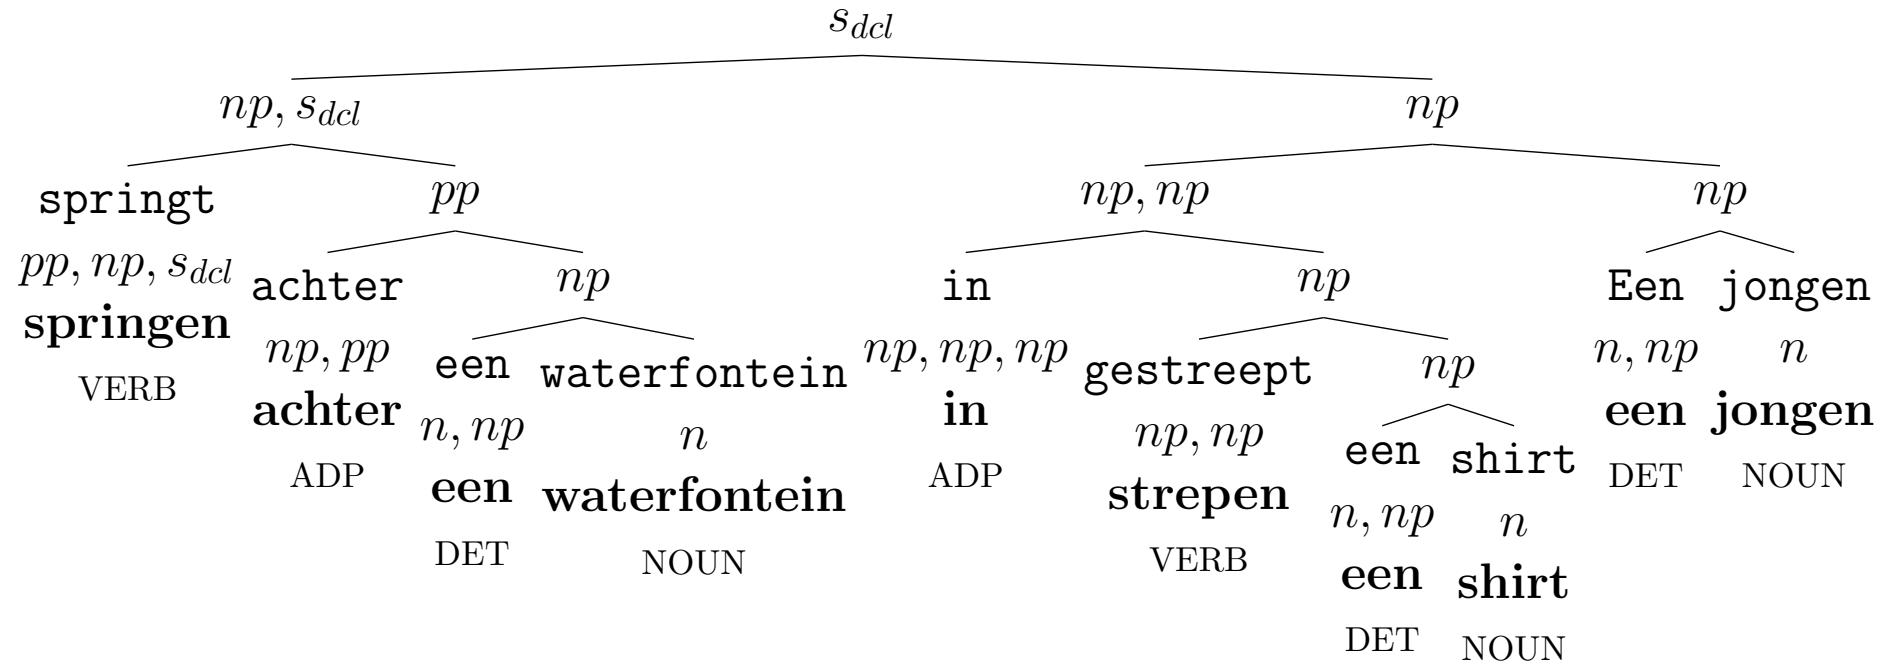 s_dcl
np, s_dcl np
springt pp np, np np
pp, np, s_dcl achter np in np Een jongen
springen np, pp een waterfontein np, np, np gestreept np n, np n
VERB achter n, np n in np, np een shirt een jongen
ADP een waterfontein ADP strepen n, np n DET NOUN
DET NOUN VERB een shirt
DET NOUN